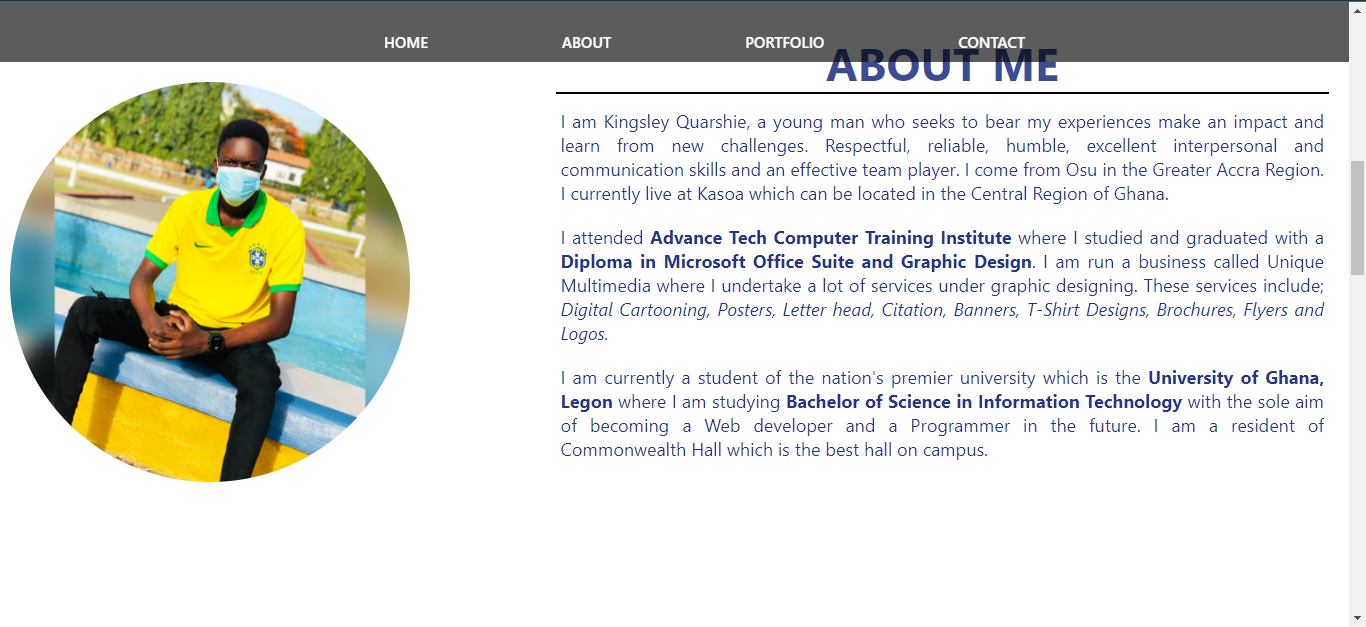 HOME ABOUT PORTFOLIO CONTACT
ABOUT ME
I am Kingsley Quarshie, a young man who seeks to bear my experiences make an impact and
learn from new challenges. Respectful, reliable, humble, excellent interpersonal and
communication skills and an effective team player. I come from Osu in the Greater Accra Region.
I currently live at Kasoa which can be located in the Central Region of Ghana.
I attended Advance Tech Computer Training Institute where I studied and graduated with a
Diploma in Microsoft Office Suite and Graphic Design. I am run a business called Unique
Multimedia where I undertake a lot of services under graphic designing. These services include;
Digital Cartooning, Posters, Letter head, Citation, Banners, T-Shirt Designs, Brochures, Flyers and
Logos.
I am currently a student of the nation's premier university which is the University of Ghana,
Legon where I am studying Bachelor of Science in Information Technology with the sole aim
of becoming a Web developer and a Programmer in the future. I am a resident of
Commonwealth Hall which is the best hall on campus.